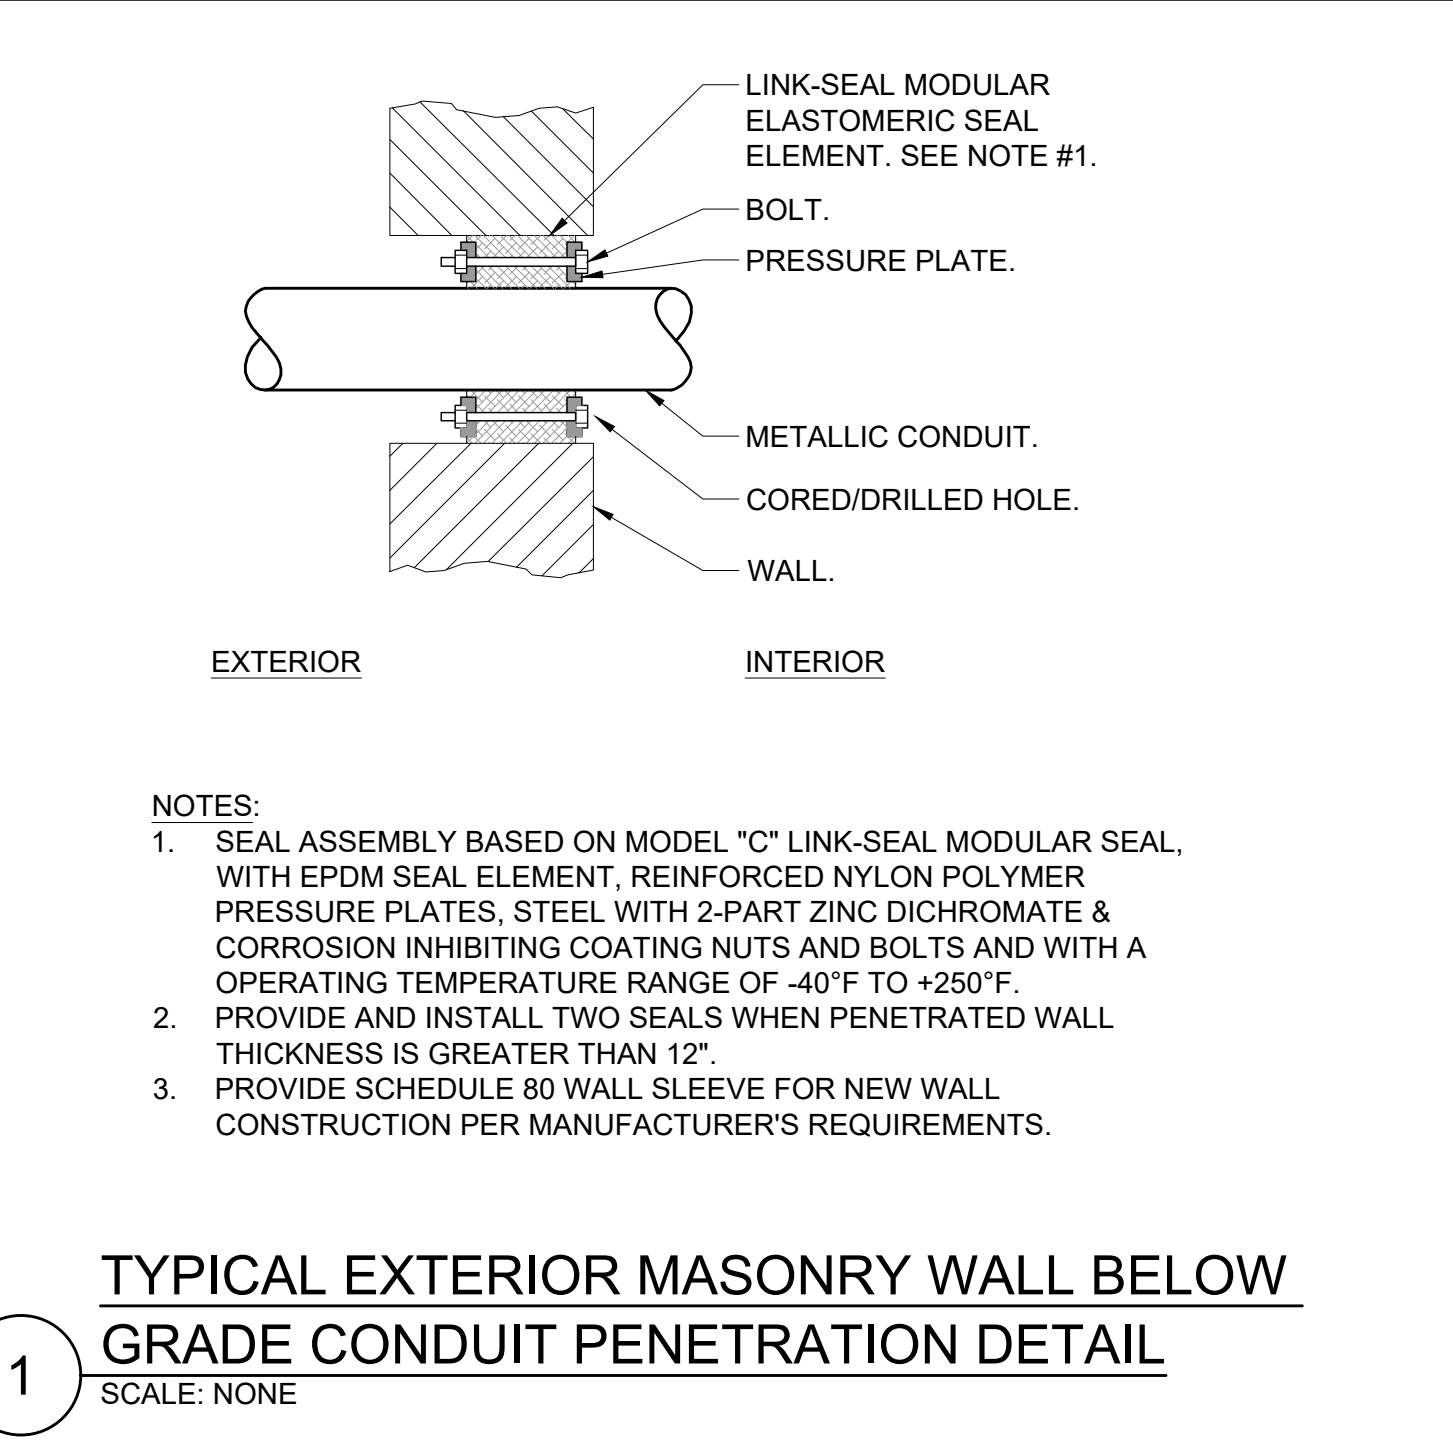 LINK-SEAL MODULAR
ELASTOMERIC SEAL
ELEMENT. SEE NOTE #1.
BOLT.
PRESSURE PLATE.
METALLIC CONDUIT.
CORED/DRILLED HOLE.
WALL.
EXTERIOR
INTERIOR
NOTES:
1. SEAL ASSEMBLY BASED ON MODEL "C" LINK-SEAL MODULAR SEAL,
WITH EPDM SEAL ELEMENT, REINFORCED NYLON POLYMER
PRESSURE PLATES, STEEL WITH 2-PART ZINC DICHROMATE &
CORROSION INHIBITING COATING NUTS AND BOLTS AND WITH A
OPERATING TEMPERATURE RANGE OF -40°F TO +250°F.
2. PROVIDE AND INSTALL TWO SEALS WHEN PENETRATED WALL
THICKNESS IS GREATER THAN 12".
3. PROVIDE SCHEDULE 80 WALL SLEEVE FOR NEW WALL
CONSTRUCTION PER MANUFACTURER'S REQUIREMENTS.
TYPICAL EXTERIOR MASONRY WALL BELOW
GRADE CONDUIT PENETRATION DETAIL
1
SCALE: NONE